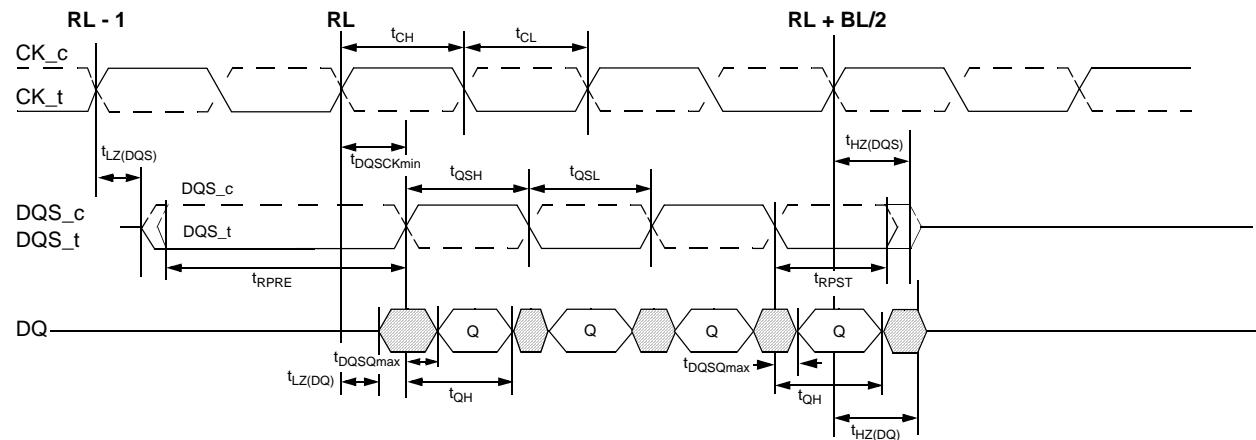 RL - 1 RL RL + BL/2
tCH tCL
CK_c
CK_t
tLZ(DQS) tDQSCKmin tHZ(DQS)
tQSH tQSL
DQS_c
DQS_c
DQS_t
DQS_t
tRPRE tRPST
DQ Q Q Q Q
tDQSQmax tDQSQmax
tLZ(DQ)
tQH tQH
tHZ(DQ)